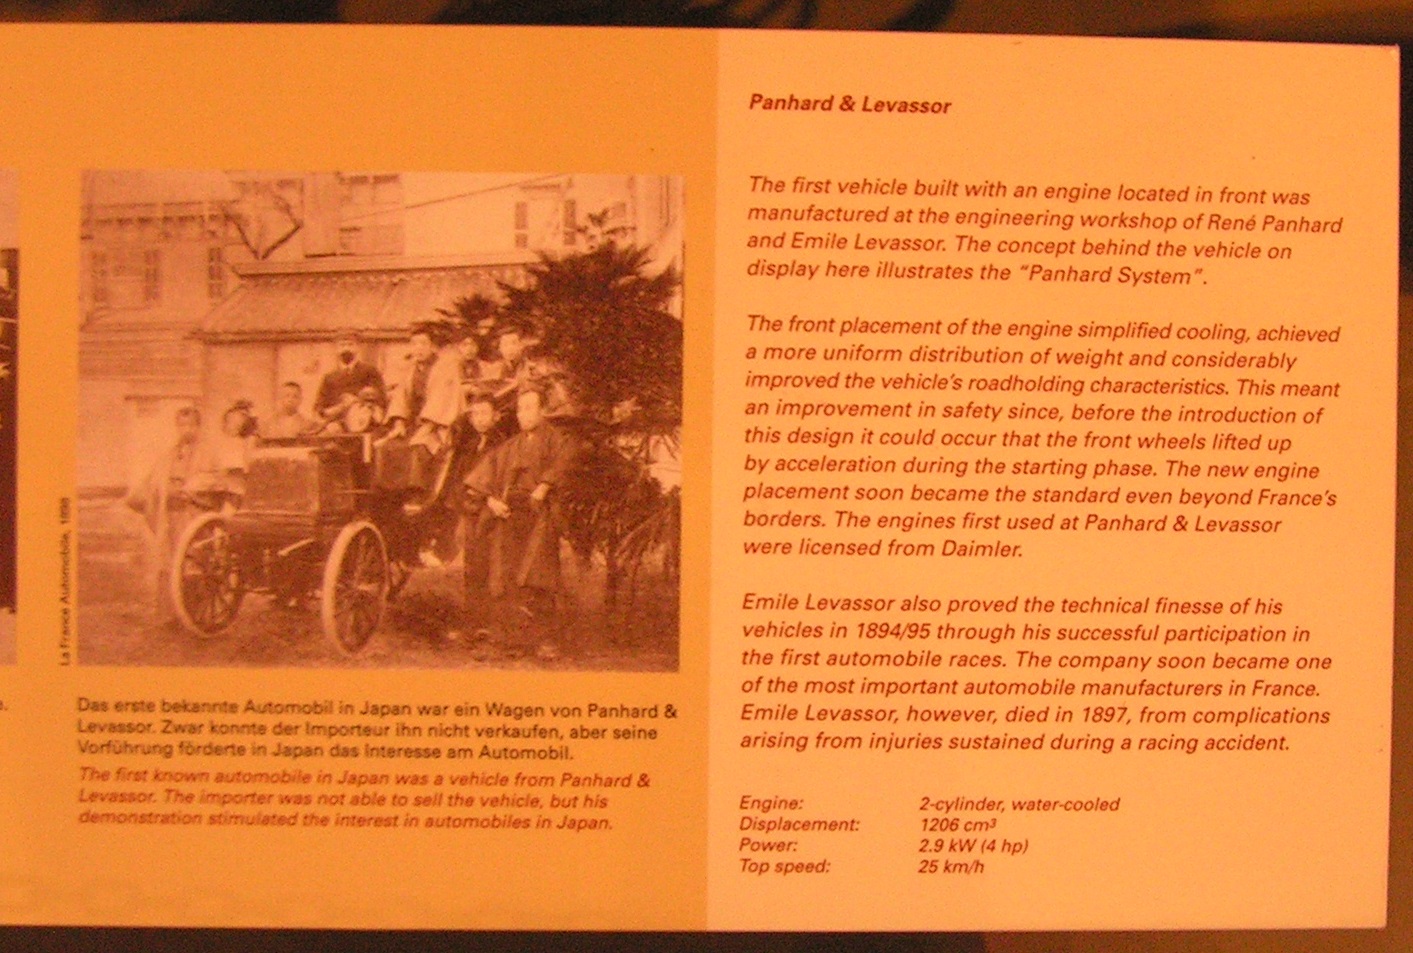 La France Automobile, 1898
Das erste bekannte Automobil in Japan war ein Wagen von Panhard &
Levassor. Zwar konnte der Importeur ihn nicht verkaufen, aber seine
Vorführung förderte in Japan das Interesse am Automobil.
The first known automobile in Japan was a vehicle from Panhard &
Levassor. The importer was not able to sell the vehicle, but his
demonstration stimulated the interest in automobiles in Japan.
Panhard & Levassor
The first vehicle built with an engine located in front was
manufactured at the engineering workshop of René Panhard
and Emile Levassor. The concept behind the vehicle on
display here illustrates the "Panhard System".
The front placement of the engine simplified cooling, achieved
a more uniform distribution of weight and considerably
improved the vehicle's roadholding characteristics. This meant
an improvement in safety since, before the introduction of
this design it could occur that the front wheels lifted up
by acceleration during the starting phase. The new engine
placement soon became the standard even beyond France's
borders. The engines first used at Panhard & Levassor
were licensed from Daimler.
Emile Levassor also proved the technical finesse of his
vehicles in 1894/95 through his successful participation in
the first automobile races. The company soon became one
of the most important automobile manufacturers in France.
Emile Levassor, however, died in 1897, from complications
arising from injuries sustained during a racing accident.
Engine: 2-cylinder, water-cooled
Displacement: 1206 cm³
Power: 2.9 kW (4 hp)
Top speed: 25 km/h